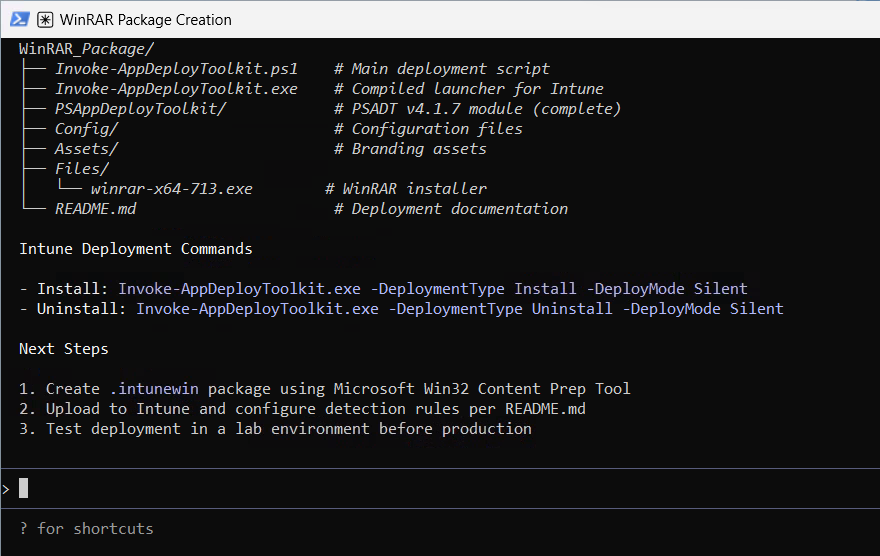 WinRAR Package Creation
WinRAR_Package/
├── Invoke-AppDeployToolkit.ps1    # Main deployment script
├── Invoke-AppDeployToolkit.exe    # Compiled launcher for Intune
├── PSAppDeployToolkit/            # PSADT v4.1.7 module (complete)
├── Config/                        # Configuration files
├── Assets/                        # Branding assets
├── Files/
│   └── winrar-x64-713.exe        # WinRAR installer
└── README.md                      # Deployment documentation
Intune Deployment Commands
- Install: Invoke-AppDeployToolkit.exe -DeploymentType Install -DeployMode Silent
- Uninstall: Invoke-AppDeployToolkit.exe -DeploymentType Uninstall -DeployMode Silent
Next Steps
1. Create .intunewin package using Microsoft Win32 Content Prep Tool
2. Upload to Intune and configure detection rules per README.md
3. Test deployment in a lab environment before production
>
? for shortcuts